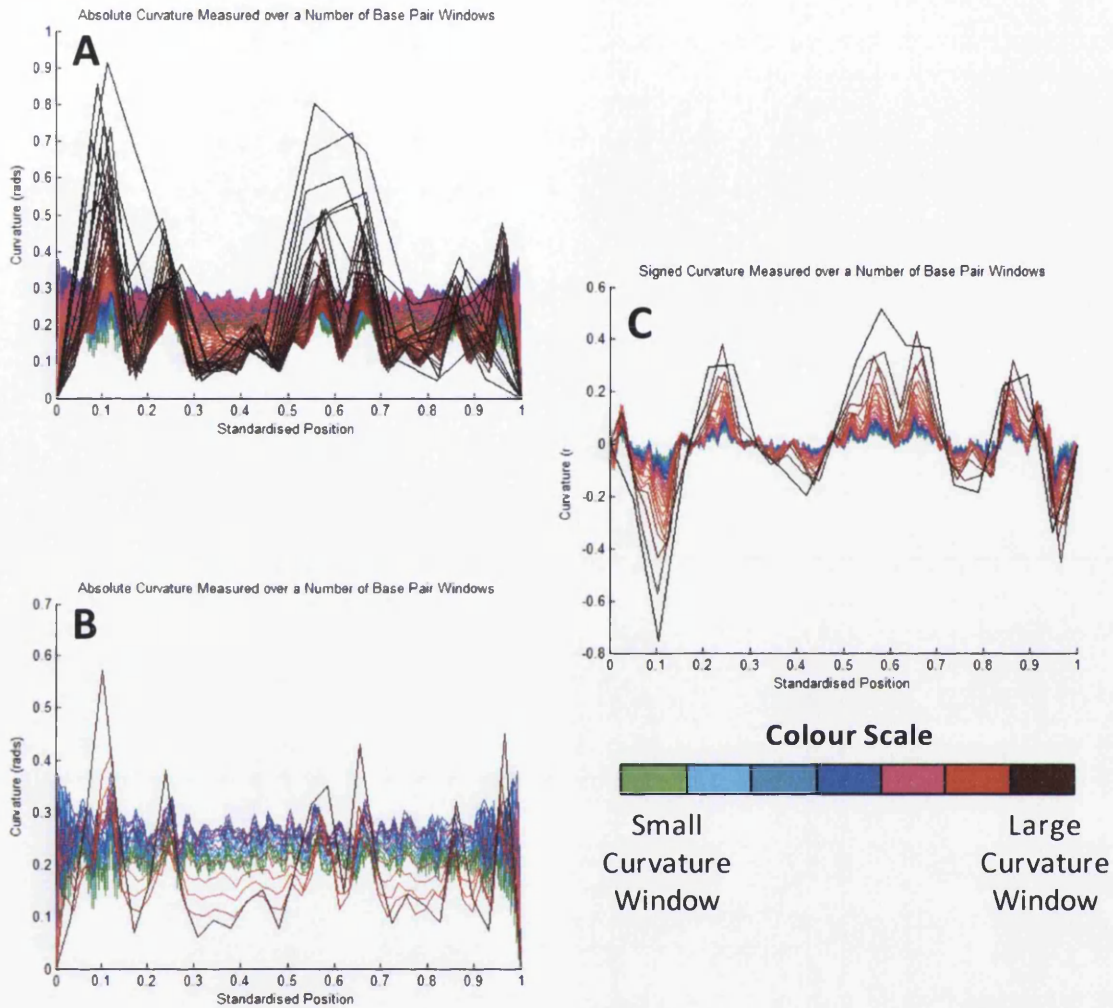 Absolute Curvature Measured over a Number of Base Pair Windows
A
1
0.9
0.8
0.7
0.6
0.5
0.4
0.3
0.2
0.1
0
Curvature (rads)
0 0.1 0.2 0.3 0.4 0.5 0.6 0.7 0.8 0.9 1
Standardised Position
Absolute Curvature Measured over a Number of Base Pair Windows
B
0.7
0.6
0.5
0.4
0.3
0.2
0.1
0
Curvature (rads)
0 0.1 0.2 0.3 0.4 0.5 0.6 0.7 0.8 0.9 1
Standardised Position
Signed Curvature Measured over a Number of Base Pair Windows
C
0.6
0.4
0.2
0
-0.2
-0.4
-0.6
-0.8
Curvature (r
0 0.1 0.2 0.3 0.4 0.5 0.6 0.7 0.8 0.9 1
Standardised Position
Colour Scale
Small
Curvature
Window
Large
Curvature
Window